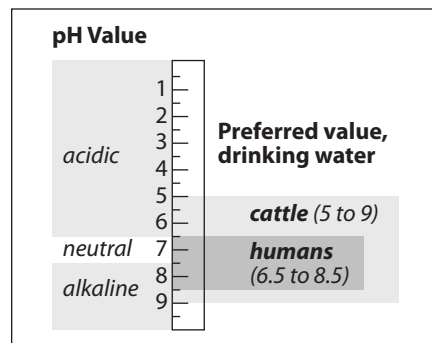 pH Value
1
2
3
4
5
6
7
8
9
acidic
neutral
alkaline
Preferred value,
drinking water
cattle (5 to 9)
humans
(6.5 to 8.5)